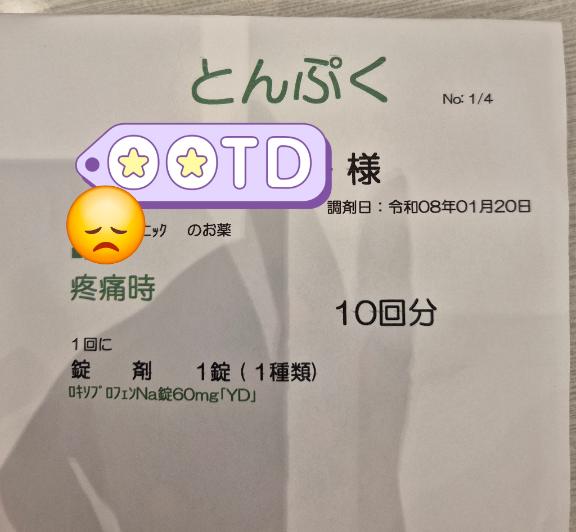 とんぷく
No: 1/4
OOTD
様
調剤日：令和08年01月20日
ニック のお薬
疼痛時
10回分
1回に
錠 剤 1錠 ( 1種類)
ロキソプロフェンNa錠60mg「YD」